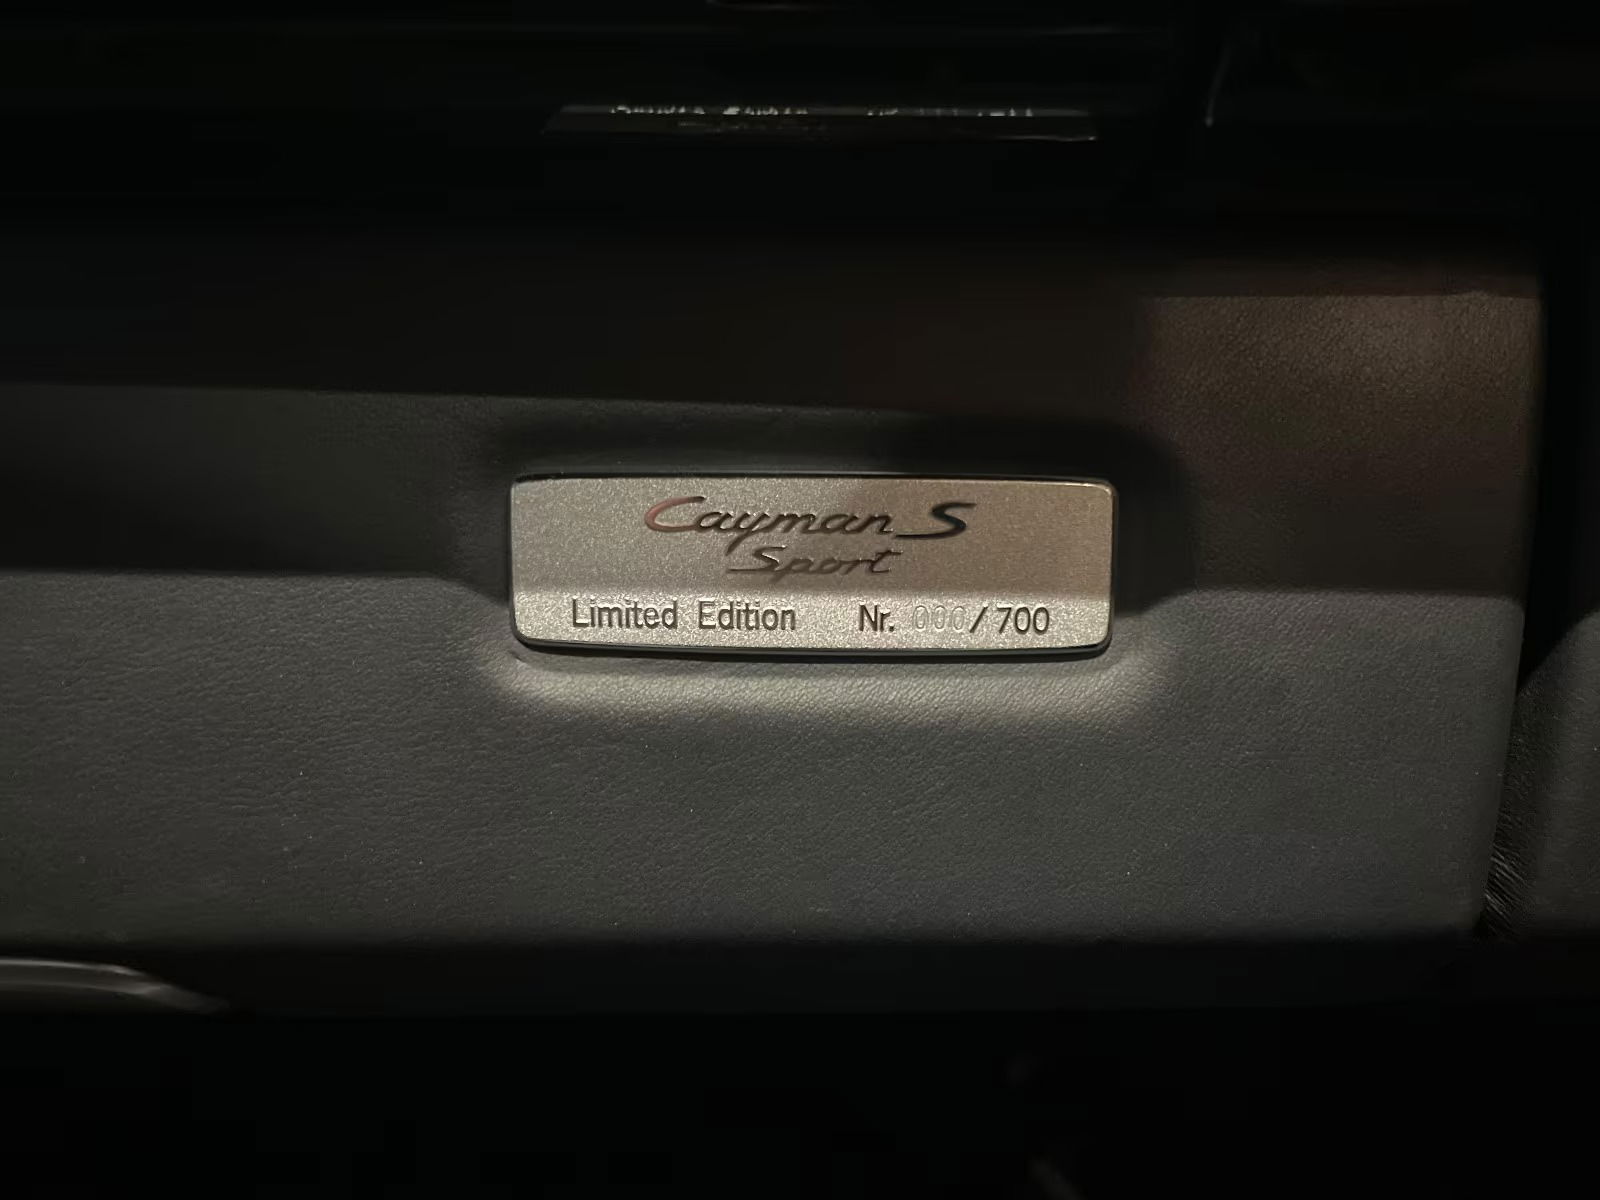 Cayman S
Sport
Limited Edition Nr. 000/700